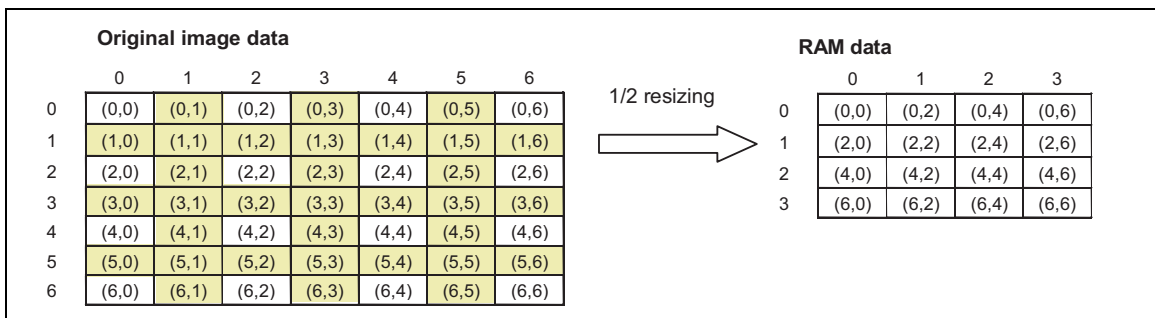 Original image data
0 1 2 3 4 5 6
0 (0,0) (0,1) (0,2) (0,3) (0,4) (0,5) (0,6)
1 (1,0) (1,1) (1,2) (1,3) (1,4) (1,5) (1,6)
2 (2,0) (2,1) (2,2) (2,3) (2,4) (2,5) (2,6)
3 (3,0) (3,1) (3,2) (3,3) (3,4) (3,5) (3,6)
4 (4,0) (4,1) (4,2) (4,3) (4,4) (4,5) (4,6)
5 (5,0) (5,1) (5,2) (5,3) (5,4) (5,5) (5,6)
6 (6,0) (6,1) (6,2) (6,3) (6,4) (6,5) (6,6)
1/2 resizing
RAM data
0 1 2 3
0 (0,0) (0,2) (0,4) (0,6)
1 (2,0) (2,2) (2,4) (2,6)
2 (4,0) (4,2) (4,4) (4,6)
3 (6,0) (6,2) (6,4) (6,6)